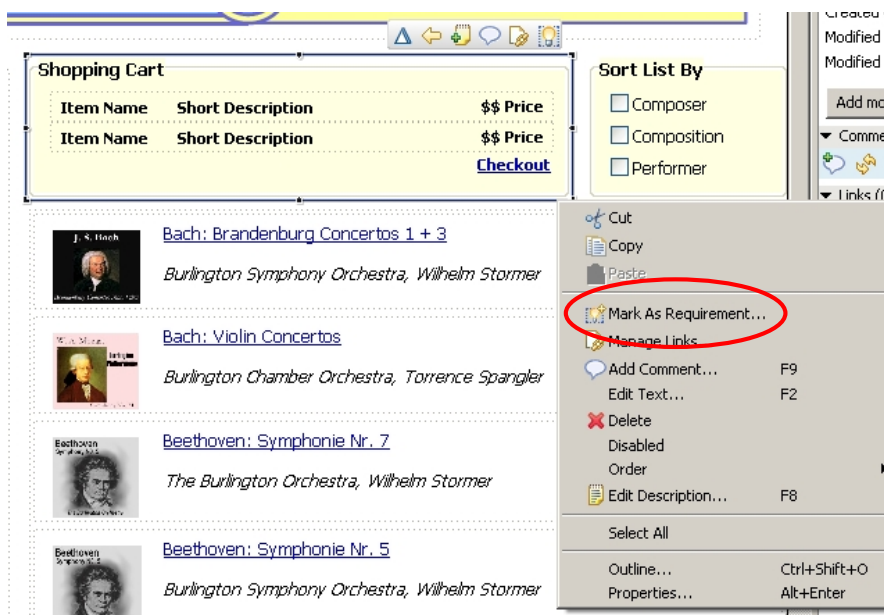 Created
Modified
Modified
Add mo
Comme
Links (
Shopping Cart
Item Name Short Description $$ Price
Item Name Short Description $$ Price
Checkout
Sort List By
Composer
Composition
Performer
J. S. Bach
Bach: Brandenburg Concertos 1 + 3
Burlington Symphony Orchestra, Wilhelm Stormer
W. A. Mozart
Bach: Violin Concertos
Burlington Chamber Orchestra, Torrence Spangler
Beethoven
Beethoven: Symphonie Nr. 7
The Burlington Orchestra, Wilhelm Stormer
Beethoven
Beethoven: Symphonie Nr. 5
Burlington Symphony Orchestra, Wilhelm Stormer
Cut
Copy
Paste
Mark As Requirement...
Manage Links
Add Comment... F9
Edit Text... F2
Delete
Disabled
Order
Edit Description... F8
Select All
Outline... Ctrl+Shift+O
Properties... Alt+Enter